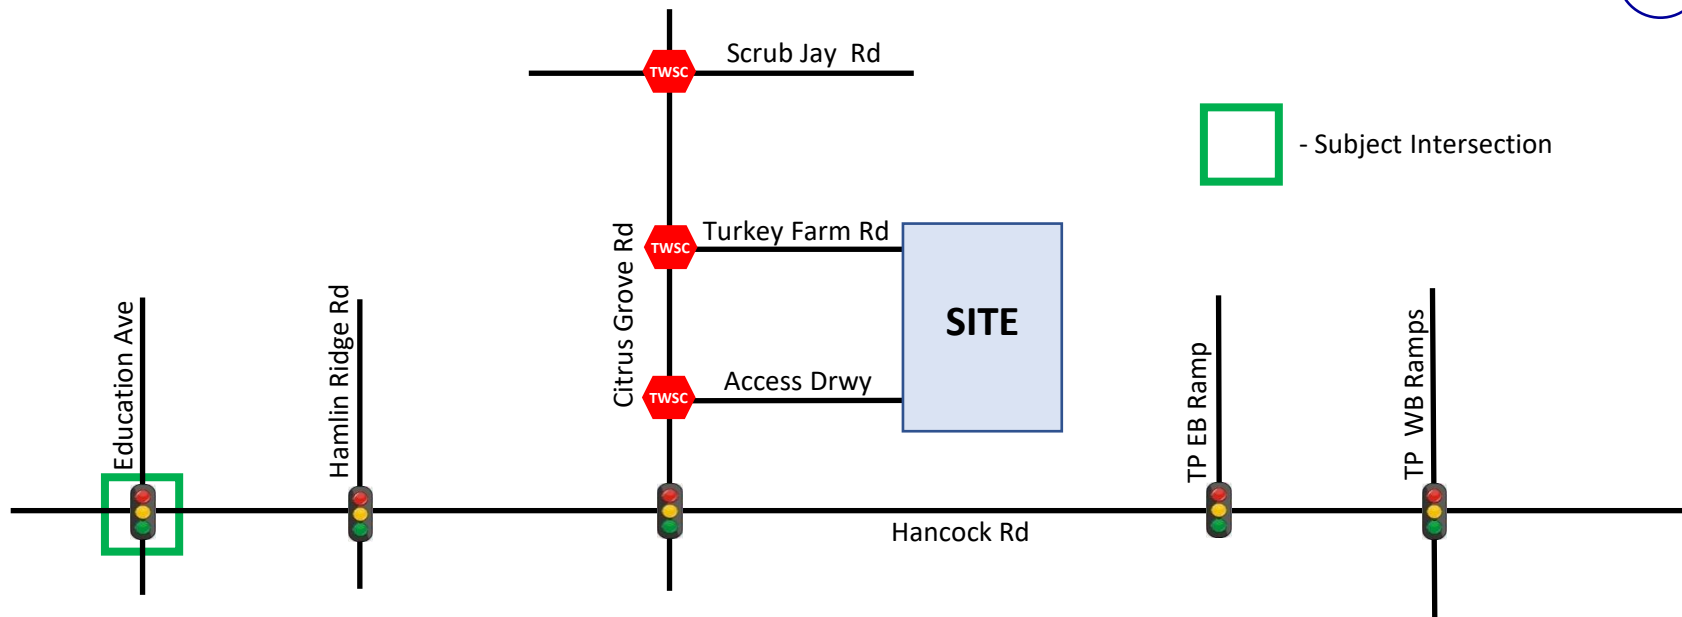 Scrub Jay Rd
TWSC
- Subject Intersection
Turkey Farm Rd
TWSC
Citrus Grove Rd
SITE
Education Ave
Hamlin Ridge Rd
Access Drwy
TWSC
TP EB Ramp
TP WB Ramps
Hancock Rd